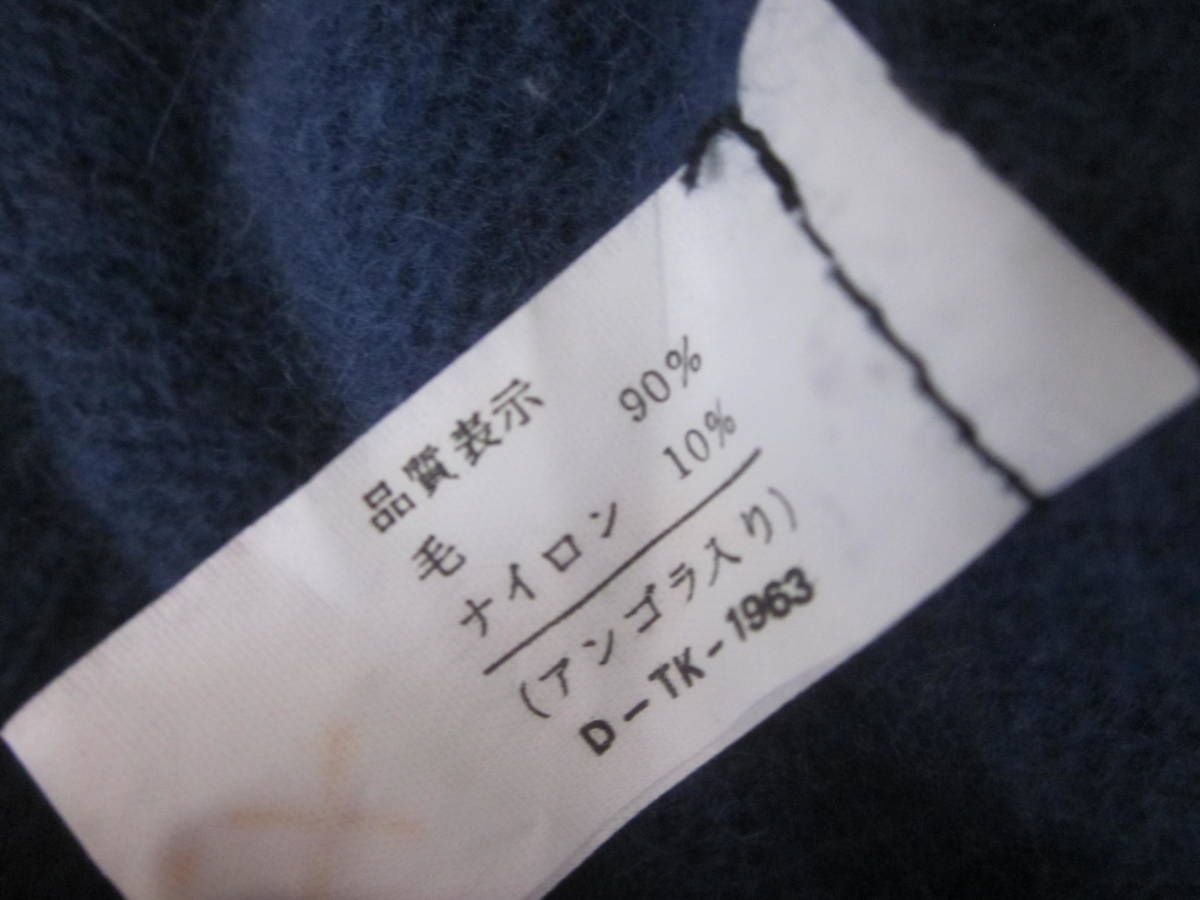 品質表示
毛 90%
ナイロン 10%
(アンゴラ入り)
D-TK-1963